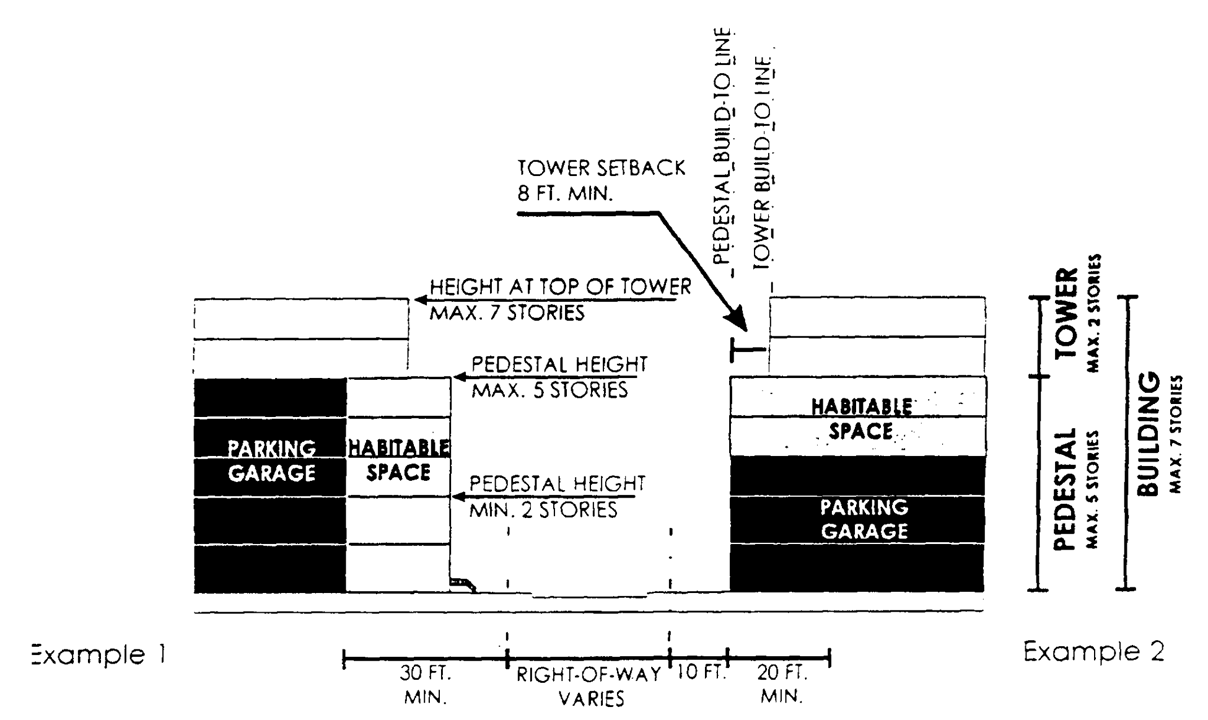 PEDESTAL BUILD-TO LINE
TOWER BUILD-TO LINE
TOWER SETBACK
8 FT. MIN.
HEIGHT AT TOP OF TOWER
MAX. 7 STORIES
PEDESTAL HEIGHT
MAX. 5 STORIES
PARKING
GARAGE
HABITABLE
SPACE
PEDESTAL HEIGHT
MIN. 2 STORIES
HABITABLE
SPACE
PARKING
GARAGE
TOWER
MAX. 2 STORIES
PEDESTAL
MAX. 5 STORIES
BUILDING
MAX. 7 STORIES
Example 1
30 FT.
MIN.
RIGHT-OF-WAY
VARIES
10 FT.
20 FT.
MIN.
Example 2